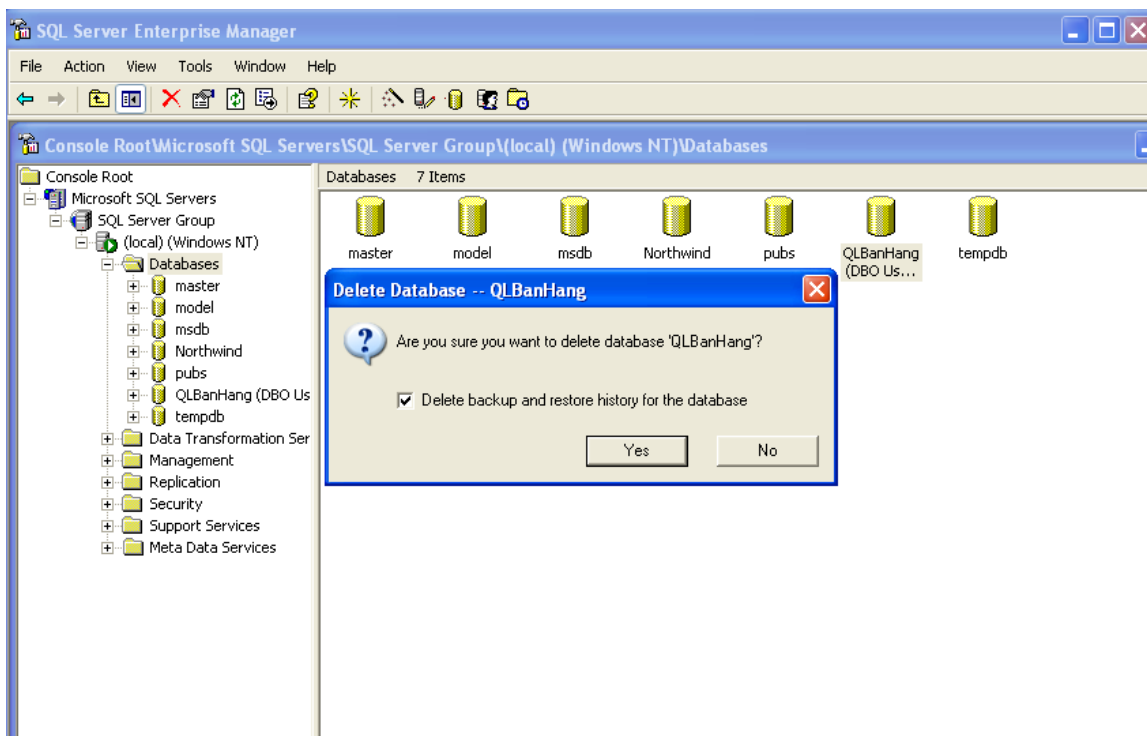 SQL Server Enterprise Manager
File Action View Tools Window Help
Console Root\Microsoft SQL Servers\SQL Server Group\(local) (Windows NT)\Databases
Console Root
Microsoft SQL Servers
SQL Server Group
(local) (Windows NT)
Databases
master
model
msdb
Northwind
pubs
QLBanHang (DBO Us
tempdb
Data Transformation Ser
Management
Replication
Security
Support Services
Meta Data Services
Databases 7 Items
master model msdb Northwind pubs QLBanHang tempdb
(DBO Us...
Delete Database -- QLBanHang
Are you sure you want to delete database 'QLBanHang'?
Delete backup and restore history for the database
Yes No